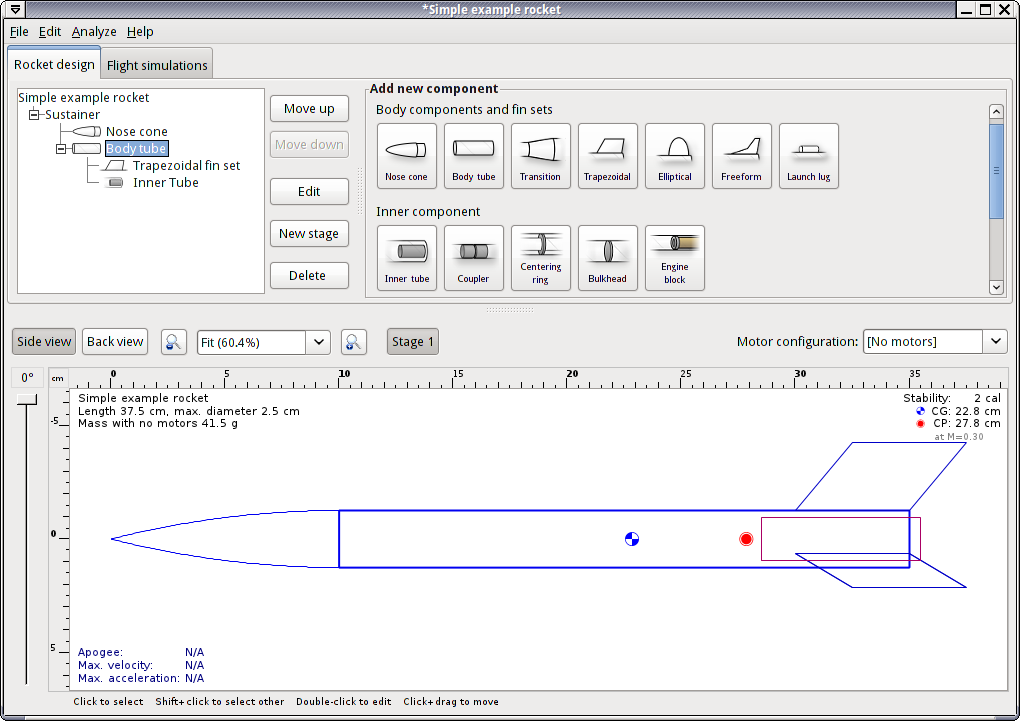 *Simple example rocket
File Edit Analyze Help
Rocket design Flight simulations
Simple example rocket
Sustainer
Nose cone
Body tube
Trapezoidal fin set
Inner Tube
Move up
Move down
Edit
New stage
Delete
Add new component
Body components and fin sets
Nose cone Body tube Transition Trapezoidal Elliptical Freeform Launch lug
Inner component
Inner tube Coupler Centering ring Bulkhead Engine block
Side view Back view Fit (60.4%) Stage 1 Motor configuration: [No motors]
0° cm 0 5 10 15 20 25 30 35
-5
0
5
Simple example rocket
Length 37.5 cm, max. diameter 2.5 cm
Mass with no motors 41.5 g
Stability: 2 cal
CG: 22.8 cm
CP: 27.8 cm
at M=0.30
Apogee: N/A
Max. velocity: N/A
Max. acceleration: N/A
Click to select Shift+click to select other Double-click to edit Click+drag to move